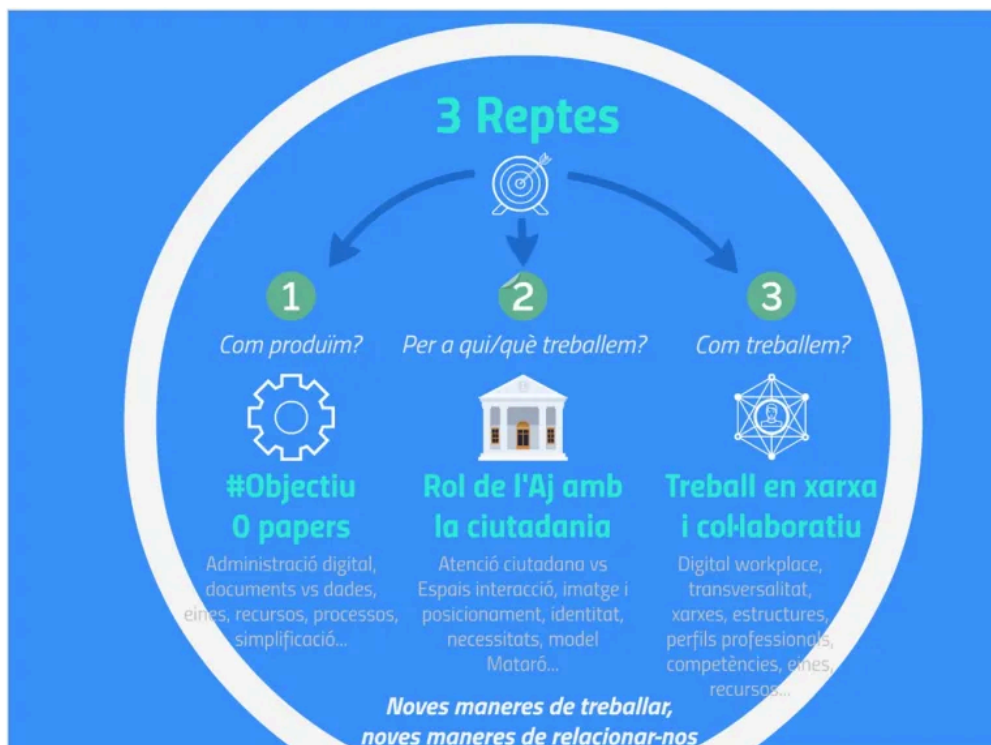 3 Reptes
1
Com produïm?
#Objectiu
0 papers
Administració digital,
documents vs dades,
eines, recursos, processos,
simplificació...
2
Per a qui/què treballem?
Rol de l'Aj amb
la ciutadania
Atenció ciutadana vs
Espais interacció, imatge i
posicionament, identitat,
necessitats, model
Mataró...
3
Com treballem?
Treball en xarxa
i col·laboratiu
Digital workplace,
transversalitat,
xarxes, estructures,
perfils professionals,
competències, eines,
recursos...
Noves maneres de treballar,
noves maneres de relacionar-nos